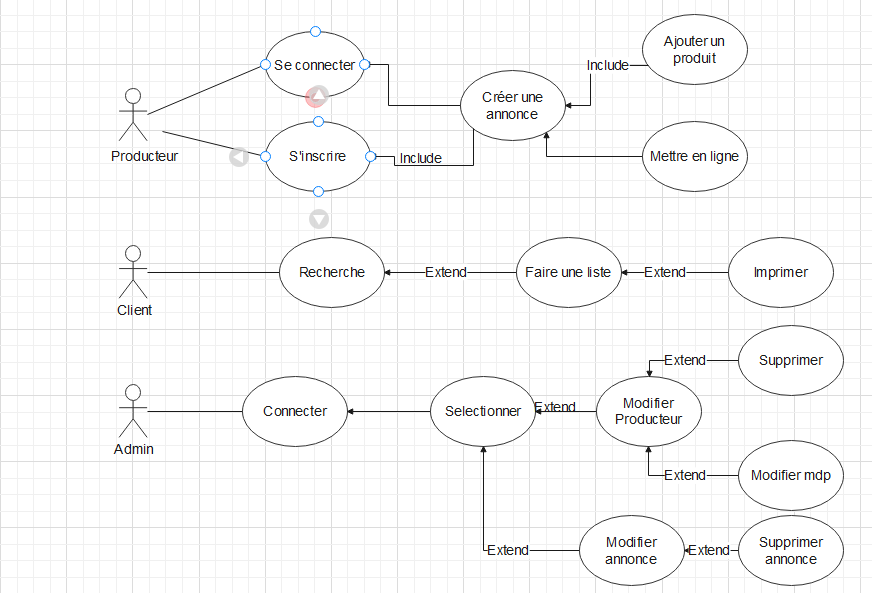 Ajouter un
produit
Se connecter
Include
Créer une
annonce
Producteur
S'inscrire
Include
Mettre en ligne
Client
Recherche
Extend
Faire une liste
Extend
Imprimer
Extend
Supprimer
Admin
Connecter
Selectionner
Extend
Modifier
Producteur
Extend
Modifier mdp
Extend
Modifier
annonce
Extend
Supprimer
annonce